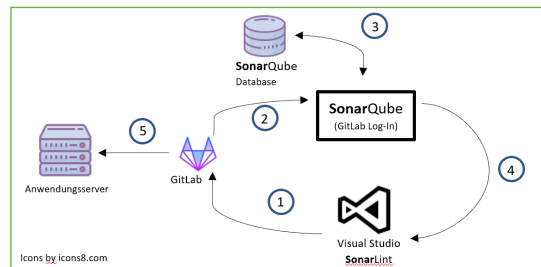 3
SonarQube
Database
SonarQube
(GitLab Log-In)
5
2
Anwendungsserver
GitLab
4
1
Visual Studio
SonarLint
Icons by icons8.com